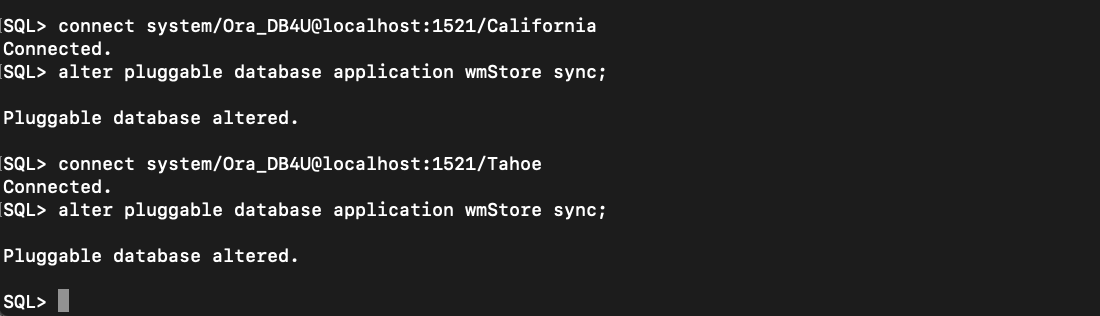 SQL> connect system/Ora_DB4U@localhost:1521/California
Connected.
SQL> alter pluggable database application wmStore sync;
Pluggable database altered.
SQL> connect system/Ora_DB4U@localhost:1521/Tahoe
Connected.
SQL> alter pluggable database application wmStore sync;
Pluggable database altered.
SQL>